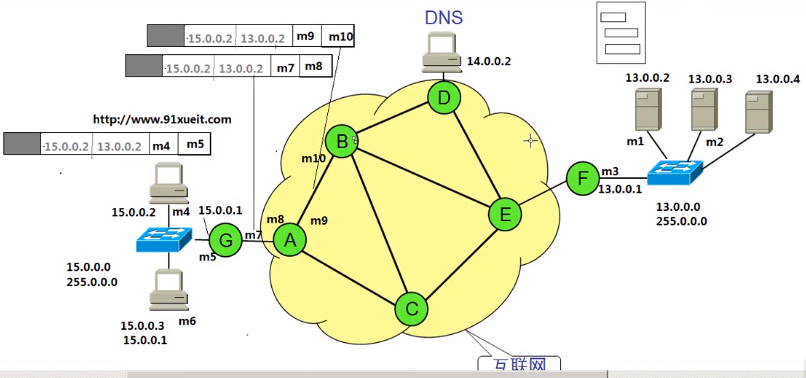 15.0.0.2 13.0.0.2 m9 m10
15.0.0.2 13.0.0.2 m7 m8
DNS
14.0.0.2
http://www.91xueit.com
15.0.0.2 13.0.0.2 m4 m5
13.0.0.2 13.0.0.3 13.0.0.4
m1 m2
D
B
m10
F m3
13.0.0.1
13.0.0.0
255.0.0.0
15.0.0.2 m4 15.0.0.1
m8 m9
E
G m7 A
m5
15.0.0.0
255.0.0.0
C
15.0.0.3 m6
15.0.0.1
互联网